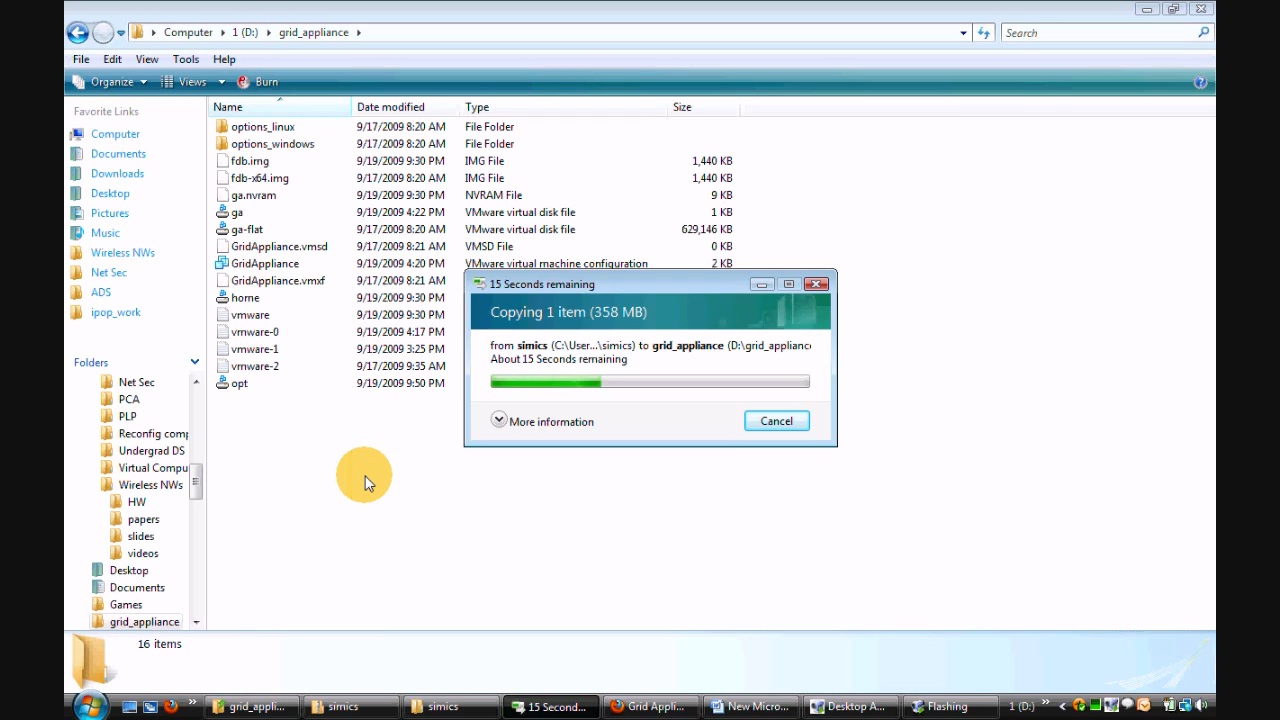 Computer 1 (D:) grid_appliance Search
File Edit View Tools Help
Organize Views Burn
Favorite Links
Computer
Documents
Downloads
Desktop
Pictures
Music
Wireless NWs
Net Sec
ADS
ipop_work
Folders
Net Sec
PCA
PLP
Reconfig comp
Undergrad DS
Virtual Compu
Wireless NWs
HW
papers
slides
videos
Desktop
Documents
Games
grid_appliance
Name Date modified Type Size
options_linux 9/17/2009 8:20 AM File Folder
options_windows 9/17/2009 8:20 AM File Folder
fdb.img 9/19/2009 9:30 PM IMG File 1,440 KB
fdb-x64.img 9/19/2009 9:30 PM IMG File 1,440 KB
ga.nvram 9/19/2009 9:30 PM NVRAM File 9 KB
ga 9/19/2009 4:22 PM VMware virtual disk file 1 KB
ga-flat 9/17/2009 8:20 AM VMware virtual disk file 629,146 KB
GridAppliance.vmsd 9/17/2009 8:21 AM VMSD File 0 KB
GridAppliance 9/19/2009 4:20 PM VMware virtual machine configuration 2 KB
GridAppliance.vmxf 9/17/2009 8:21 AM
home 9/19/2009 9:30 PM
vmware 9/19/2009 9:30 PM
vmware-0 9/19/2009 4:17 PM
vmware-1 9/19/2009 3:25 PM
vmware-2 9/17/2009 9:35 AM
opt 9/19/2009 9:50 PM
15 Seconds remaining
Copying 1 item (358 MB)
from simics (C:\User...\simics) to grid_appliance (D:\grid_appliance
About 15 Seconds remaining
More information Cancel
16 items
grid_appli... simics simics 15 Second... Grid Appli... New Micro... Desktop A... Flashing 1 (D:)